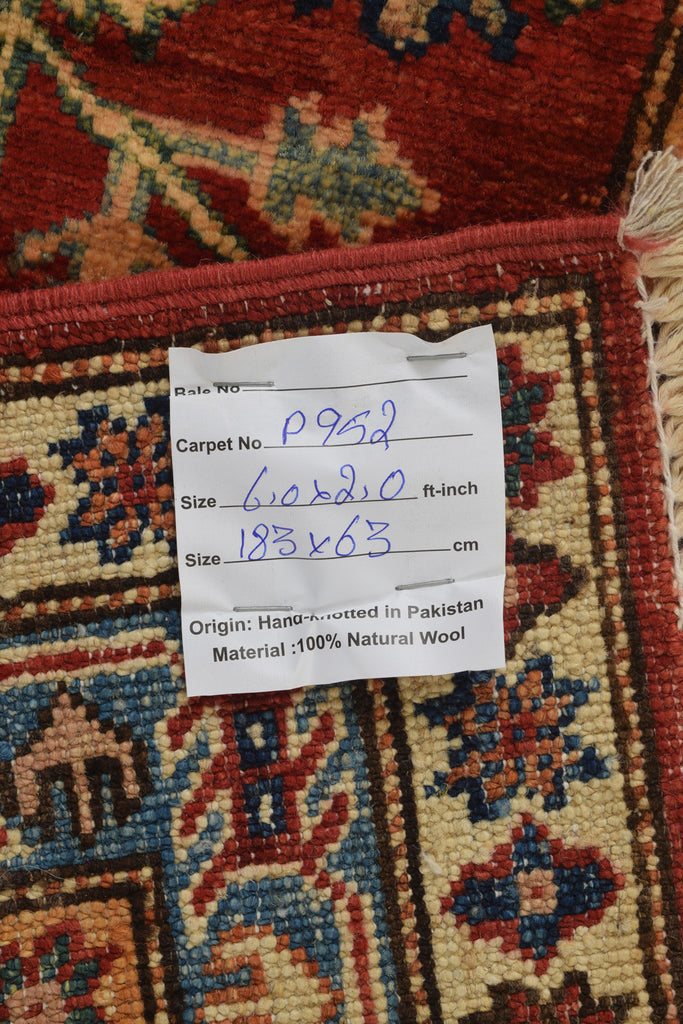 Bale No
Carpet No. P952
Size 6,0x2,0 ft-inch
Size 183x63 cm
Origin: Hand-knotted in Pakistan
Material :100% Natural Wool